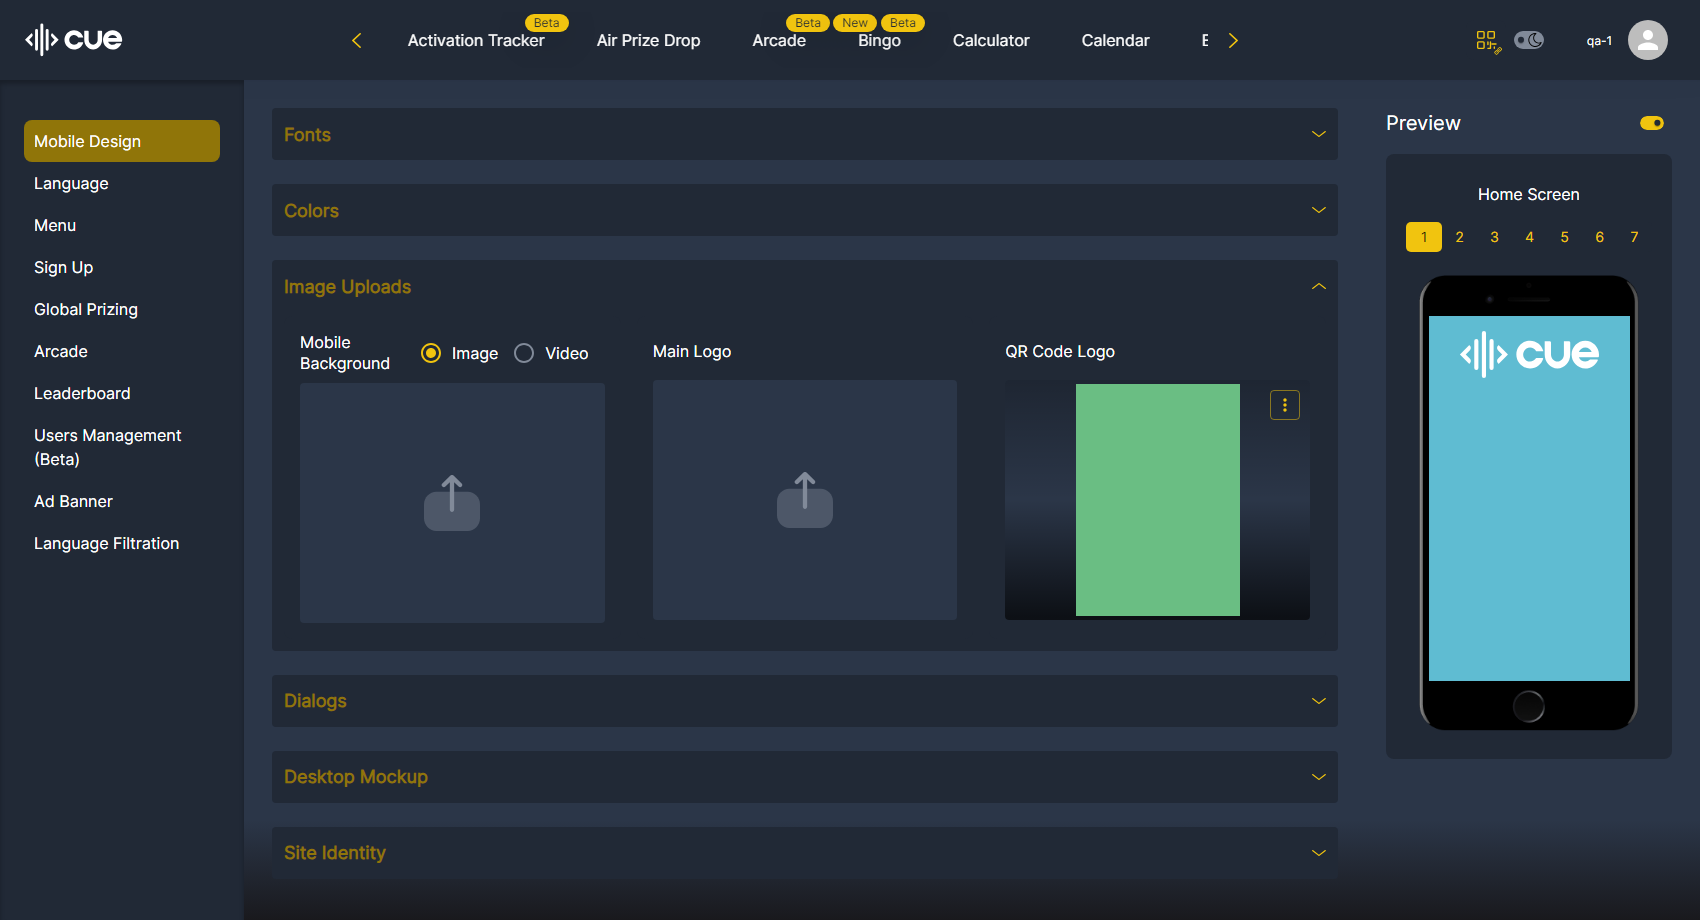 cue
Beta
Beta
New
Beta
Activation Tracker
Air Prize Drop
Arcade
Bingo
Calculator
Calendar
qa-1
Mobile Design
Language
Menu
Sign Up
Global Prizing
Arcade
Leaderboard
Users Management
(Beta)
Ad Banner
Language Filtration
Fonts
Colors
Image Uploads
Mobile
Background
Image
Video
Main Logo
QR Code Logo
Dialogs
Desktop Mockup
Site Identity
Preview
Home Screen
1 2 3 4 5 6 7
cue